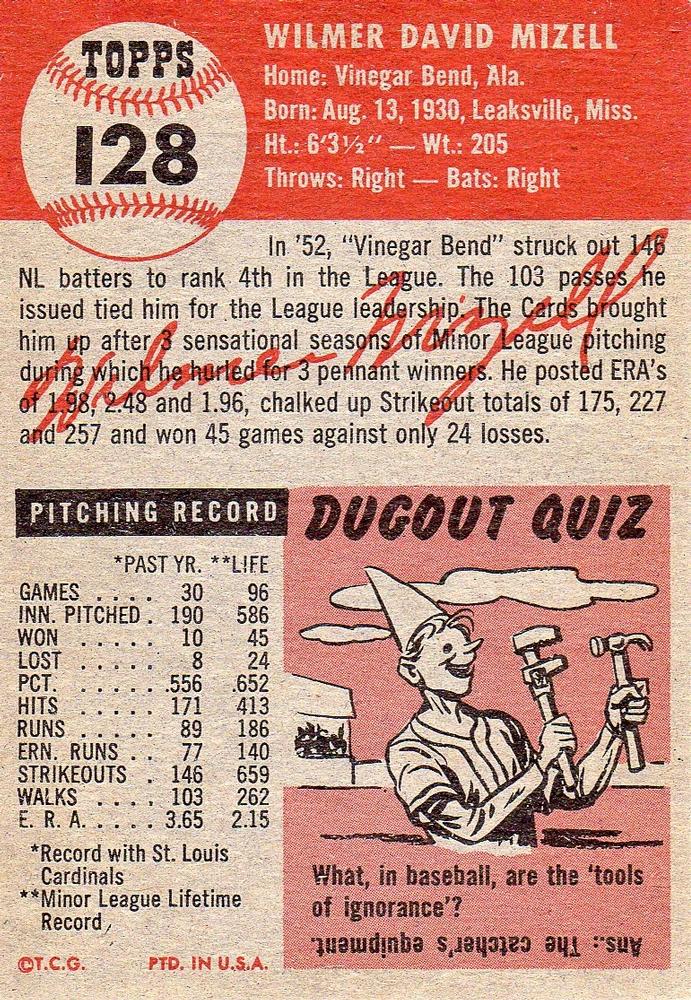 TOPPS
128
WILMER DAVID MIZELL
Home: Vinegar Bend, Ala.
Born: Aug. 13, 1930, Leaksville, Miss.
Ht.: 6'3½" — Wt.: 205
Throws: Right — Bats: Right
In '52, "Vinegar Bend" struck out 146
NL batters to rank 4th in the League. The 103 passes he
issued tied him for the League leadership. The Cards brought
him up after 3 sensational seasons of Minor League pitching
during which he hurled for 3 pennant winners. He posted ERA's
of 1.98, 2.48 and 1.96, chalked up Strikeout totals of 175, 227
and 257 and won 45 games against only 24 losses.
Wilmer Mizell
PITCHING RECORD
*PAST YR. **LIFE
GAMES .... 30 96
INN. PITCHED . 190 586
WON ..... 10 45
LOST ..... 8 24
PCT. ..... .556 .652
HITS ..... 171 413
RUNS ..... 89 186
ERN. RUNS .. 77 140
STRIKEOUTS . 146 659
WALKS .... 103 262
E. R. A. .... 3.65 2.15
*Record with St. Louis
Cardinals
**Minor League Lifetime
Record
©T.C.G. PTD. IN U.S.A.
DUGOUT QUIZ
What, in baseball, are the 'tools
of ignorance'?
Ans.: The catcher's equipment.